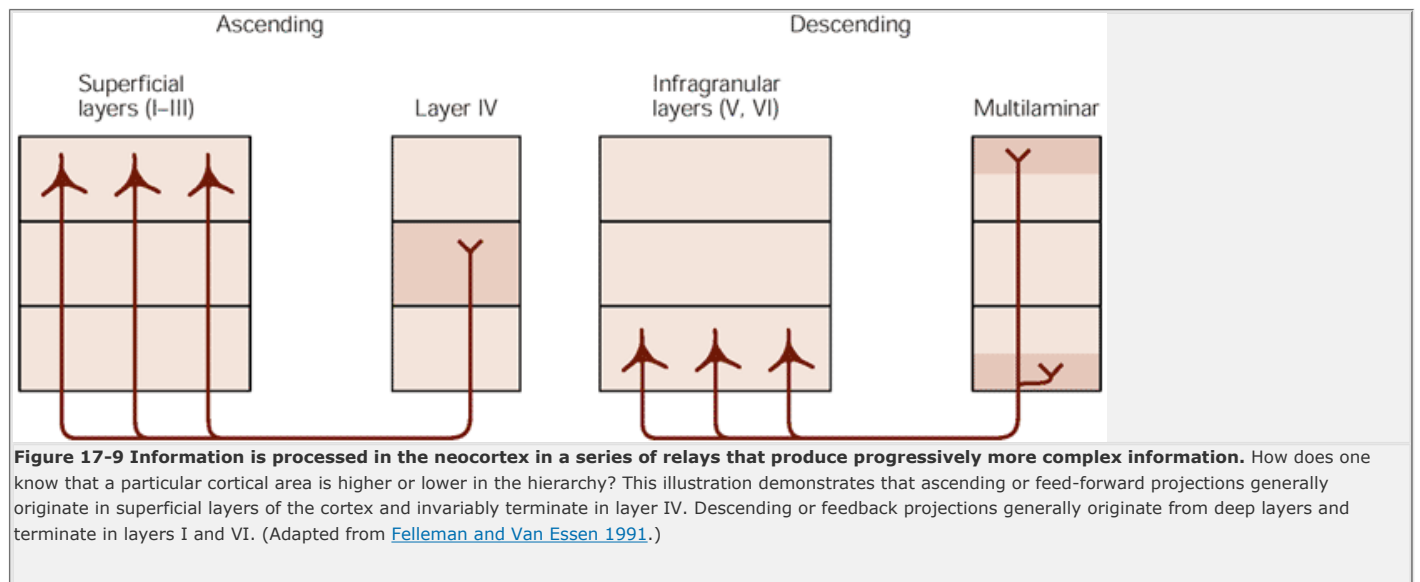 Ascending
Descending
Superficial
layers (I–III)
Layer IV
Infragranular
layers (V, VI)
Multilaminar
Figure 17-9 Information is processed in the neocortex in a series of relays that produce progressively more complex information. How does one
know that a particular cortical area is higher or lower in the hierarchy? This illustration demonstrates that ascending or feed-forward projections generally
originate in superficial layers of the cortex and invariably terminate in layer IV. Descending or feedback projections generally originate from deep layers and
terminate in layers I and VI. (Adapted from Felleman and Van Essen 1991.)